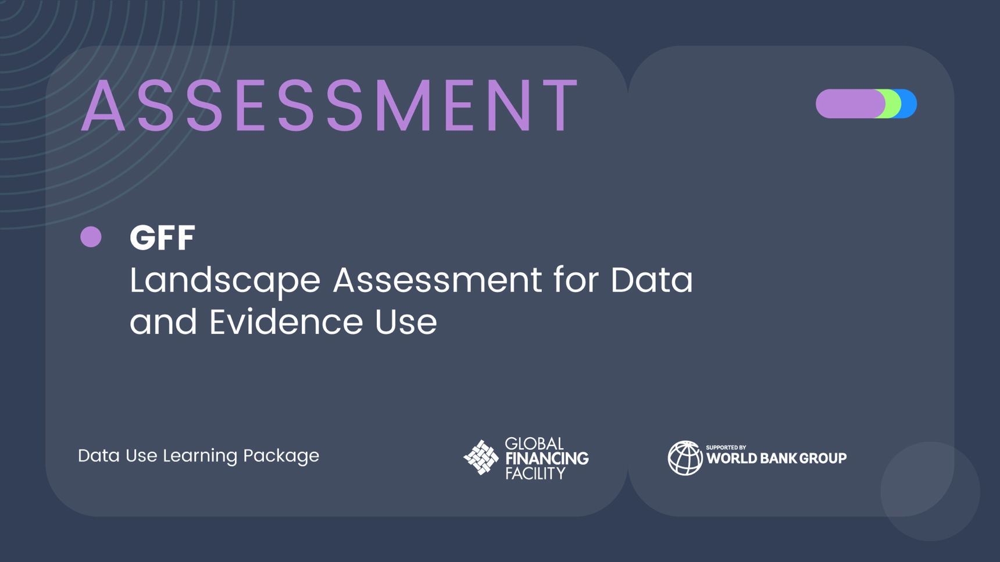 ASSESSMENT
GFF
Landscape Assessment for Data
and Evidence Use
Data Use Learning Package
GLOBAL
FINANCING
FACILITY
SUPPORTED BY
WORLD BANK GROUP